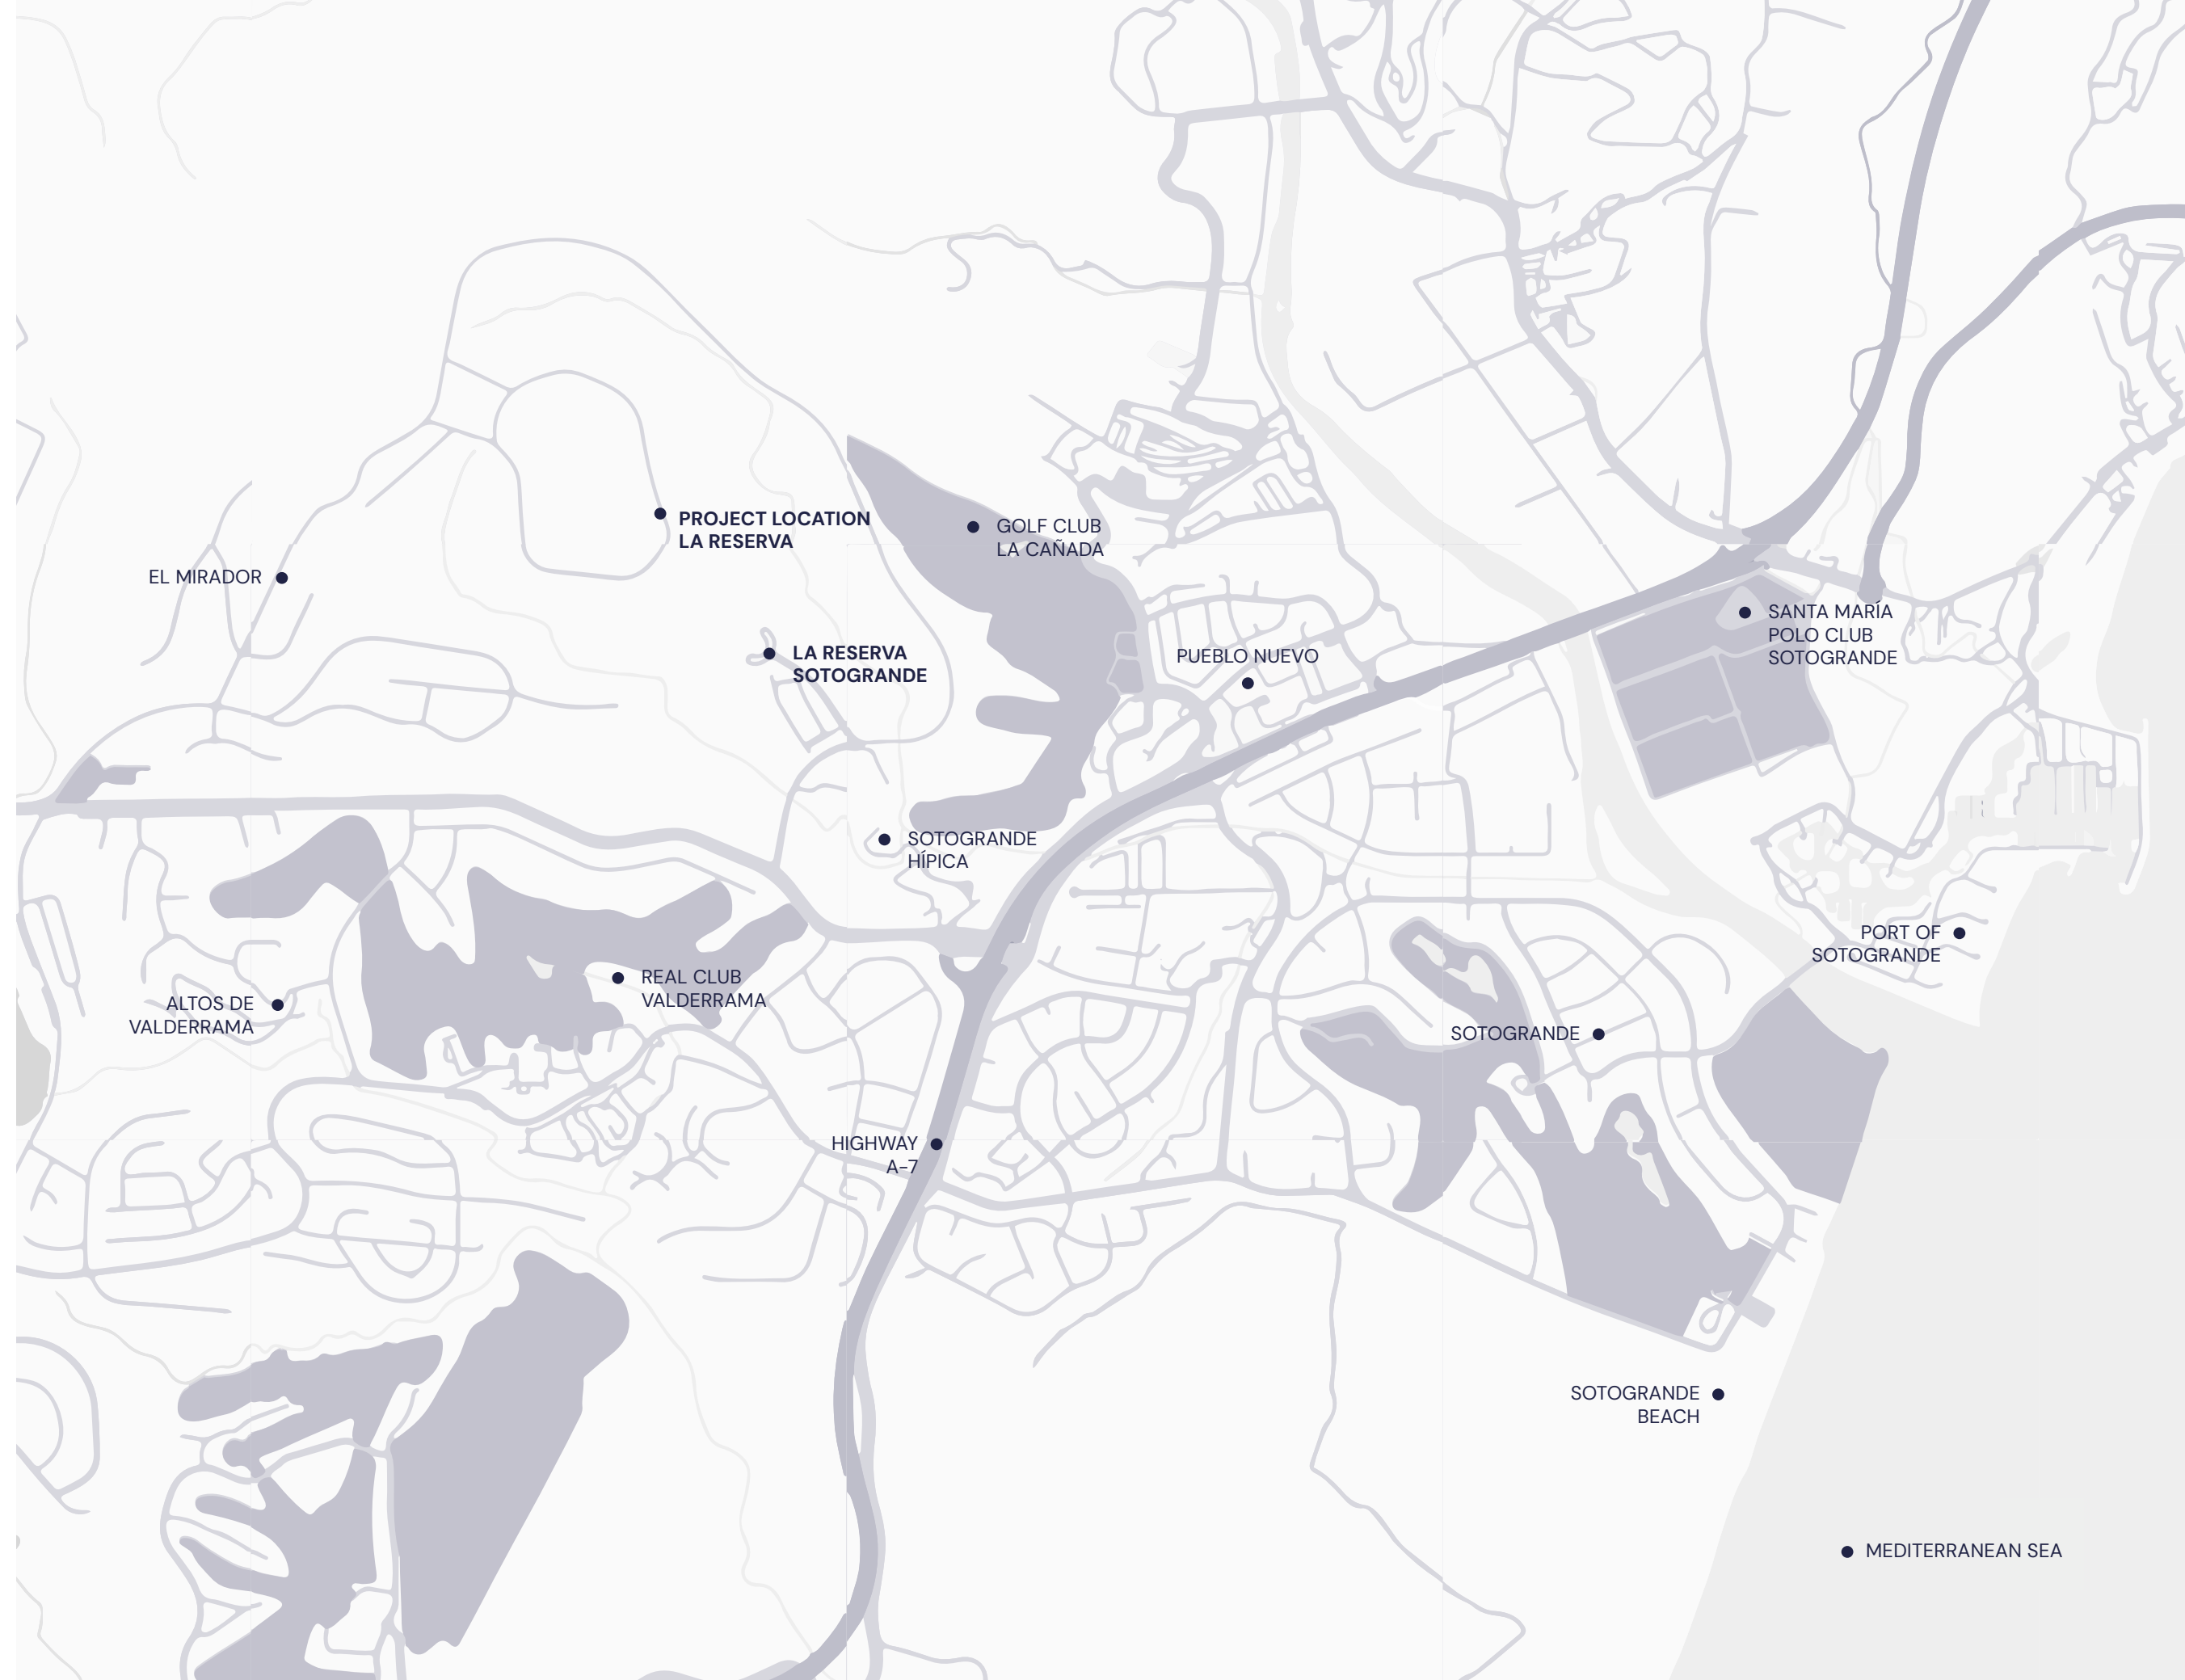 PROJECT LOCATION
LA RESERVA
GOLF CLUB
LA CAÑADA
EL MIRADOR
SANTA MARÍA
POLO CLUB
SOTOGRANDE
LA RESERVA
SOTOGRANDE
PUEBLO NUEVO
SOTOGRANDE
HÍPICA
PORT OF
SOTOGRANDE
REAL CLUB
VALDERRAMA
ALTOS DE
VALDERRAMA
SOTOGRANDE
HIGHWAY
A-7
SOTOGRANDE
BEACH
MEDITERRANEAN SEA